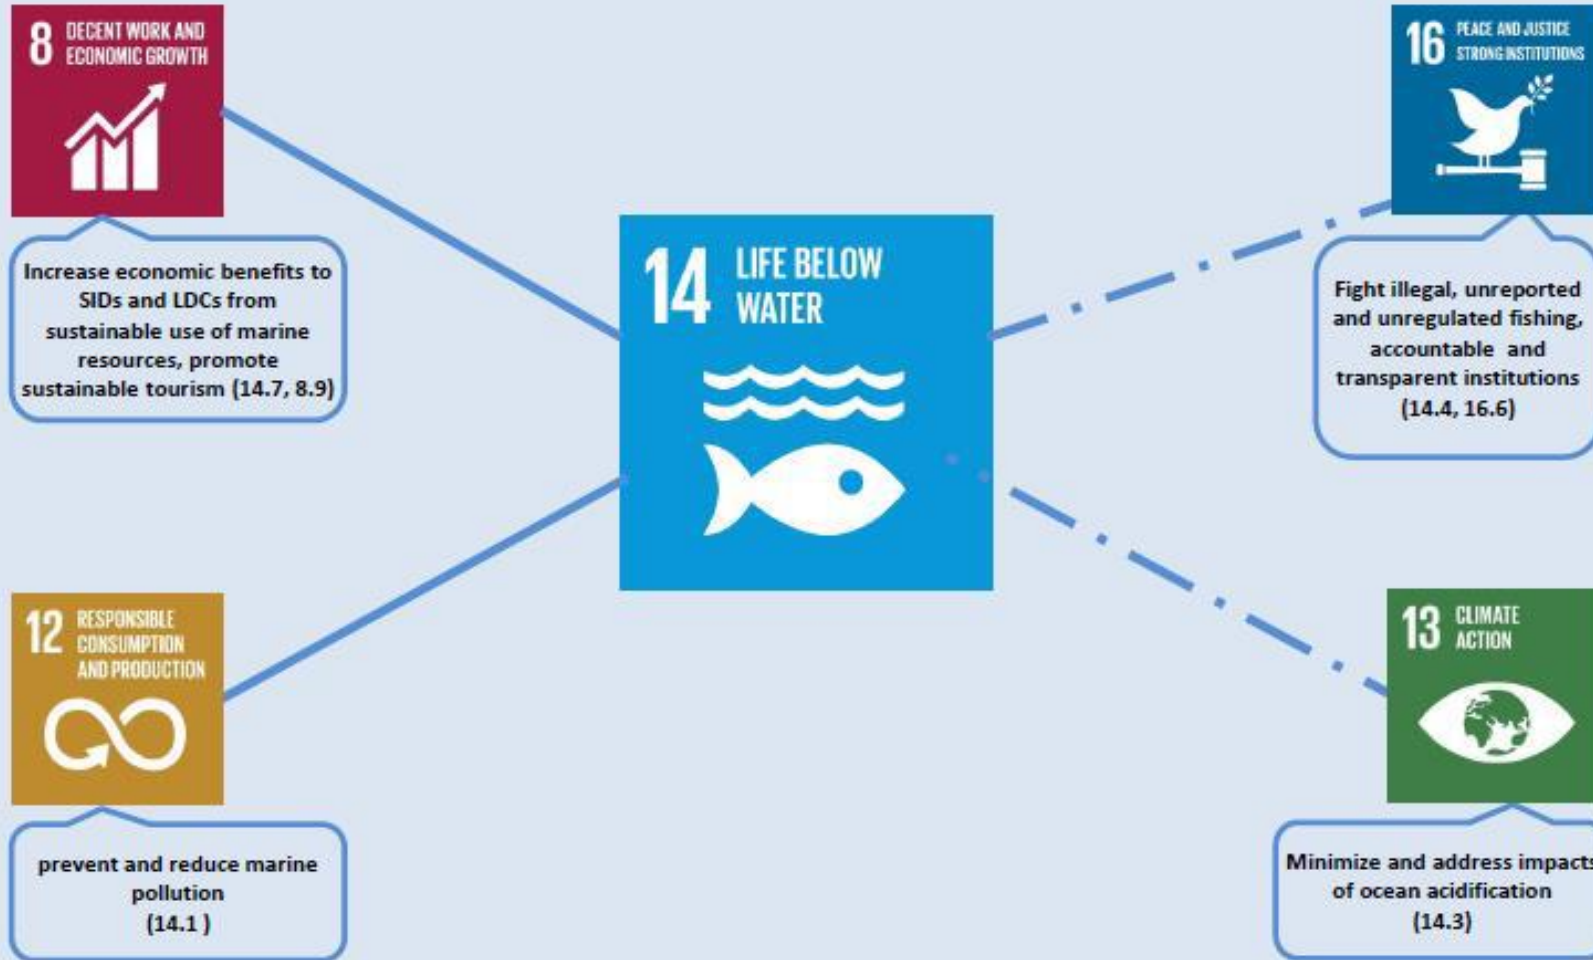 8 DECENT WORK AND
ECONOMIC GROWTH
Increase economic benefits to
SIDs and LDCs from
sustainable use of marine
resources, promote
sustainable tourism (14.7, 8.9)
16 PEACE AND JUSTICE
STRONG INSTITUTIONS
Fight illegal, unreported
and unregulated fishing,
accountable and
transparent institutions
(14.4, 16.6)
14 LIFE BELOW
WATER
12 RESPONSIBLE
CONSUMPTION
AND PRODUCTION
prevent and reduce marine
pollution
(14.1 )
13 CLIMATE
ACTION
Minimize and address impacts
of ocean acidification
(14.3)